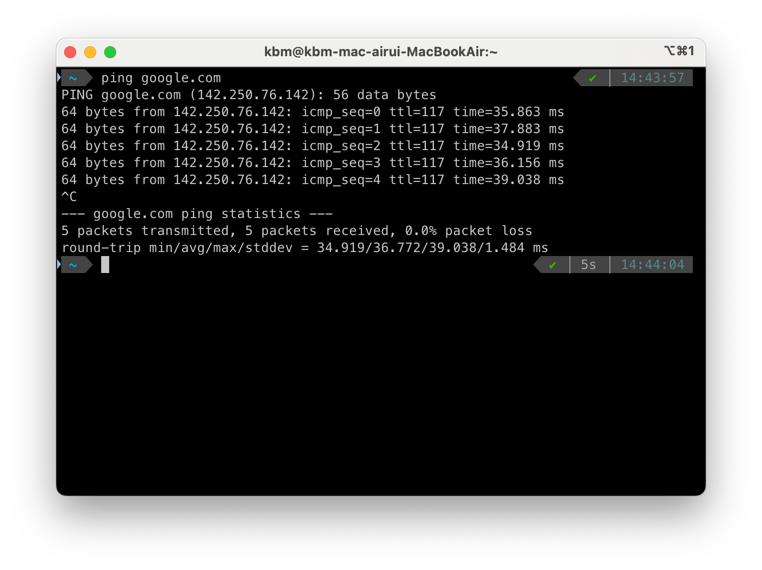 kbm@kbm-mac-airui-MacBookAir:~ ⌥⌘1
~ ping google.com ✔ 14:43:57
PING google.com (142.250.76.142): 56 data bytes
64 bytes from 142.250.76.142: icmp_seq=0 ttl=117 time=35.863 ms
64 bytes from 142.250.76.142: icmp_seq=1 ttl=117 time=37.883 ms
64 bytes from 142.250.76.142: icmp_seq=2 ttl=117 time=34.919 ms
64 bytes from 142.250.76.142: icmp_seq=3 ttl=117 time=36.156 ms
64 bytes from 142.250.76.142: icmp_seq=4 ttl=117 time=39.038 ms
^C
--- google.com ping statistics ---
5 packets transmitted, 5 packets received, 0.0% packet loss
round-trip min/avg/max/stddev = 34.919/36.772/39.038/1.484 ms
~ ✔ | 5s | 14:44:04